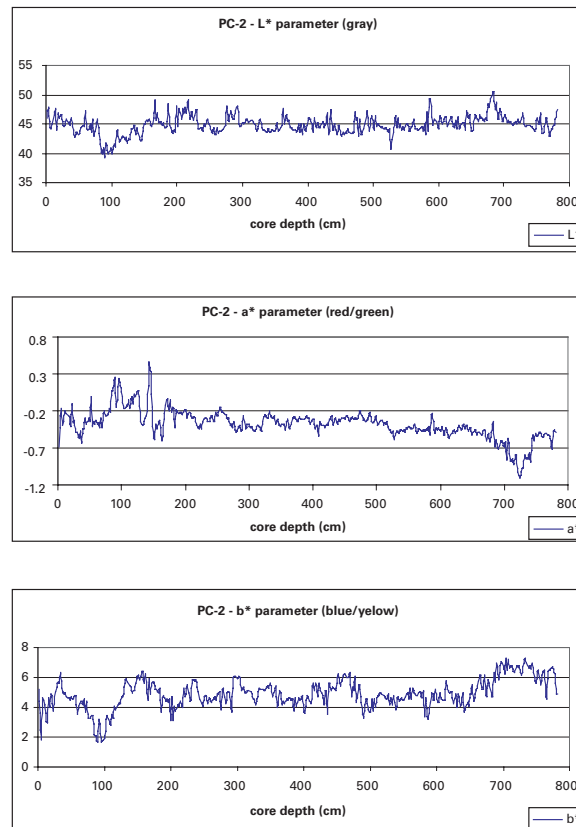 PC-2 - L* parameter (gray)
55
50
45
40
35
0 100 200 300 400 500 600 700 800
core depth (cm)
L*
PC-2 - a* parameter (red/green)
0.8
0.3
-0.2
-0.7
-1.2
0 100 200 300 400 500 600 700 800
core depth (cm)
a*
PC-2 - b* parameter (blue/yelow)
8
6
4
2
0
0 100 200 300 400 500 600 700 800
core depth (cm)
b*